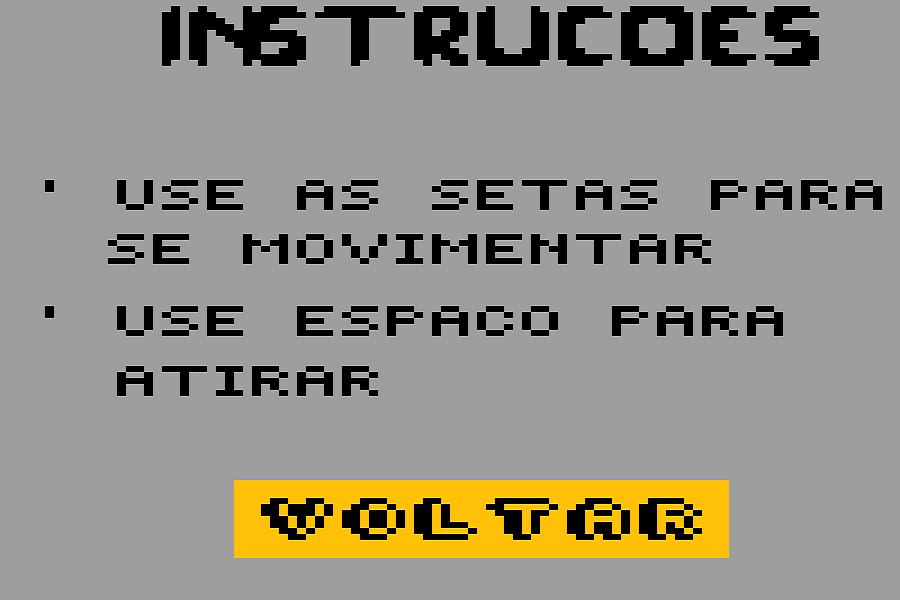 INSTRUCOES
' USE AS SETAS PARA
SE MOVIMENTAR
' USE ESPACO PARA
ATIRAR
VOLTAR